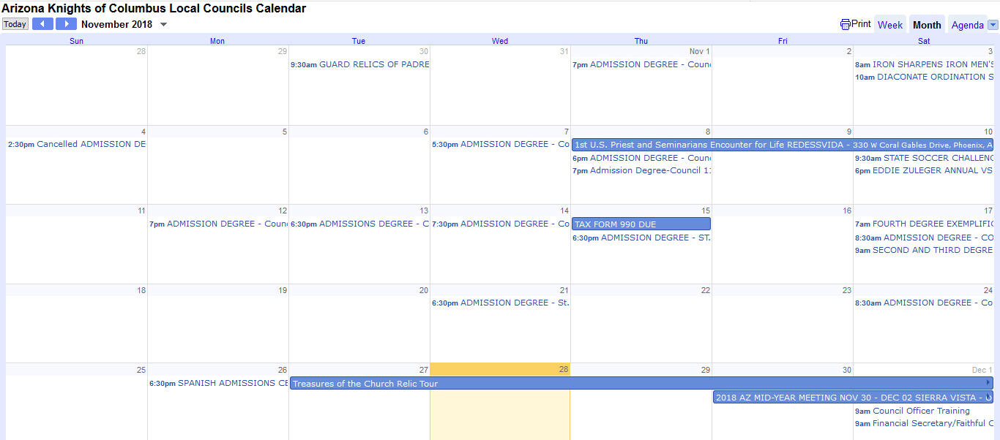 Arizona Knights of Columbus Local Councils Calendar
Today November 2018 Print Week Month Agenda
Sun Mon Tue Wed Thu Fri Sat
28 29 30 31 Nov 1 2 3
9:30am GUARD RELICS OF PADRE 7pm ADMISSION DEGREE - Coun 8am IRON SHARPENS IRON MEN'S
10am DIACONATE ORDINATION S
4 5 6 7 8 9 10
2:30pm Cancelled ADMISSION DE 5:30pm ADMISSION DEGREE - Co 1st U.S. Priest and Seminarians Encounter for Life REDESSVIDA - 330 W Coral Gables Drive, Phoenix, A
6pm ADMISSION DEGREE - Coun 9:30am STATE SOCCER CHALLENG
7pm Admission Degree-Council 11 6pm EDDIE ZULEGER ANNUAL VS
11 12 13 14 15 16 17
7pm ADMISSION DEGREE - Coun 6:30pm ADMISSIONS DEGREE - C 7:30pm ADMISSION DEGREE - Co TAX FORM 990 DUE 7am FOURTH DEGREE EXEMPLIFIC
6:30pm ADMISSION DEGREE - ST. 8:30am ADMISSION DEGREE - CO
9am SECOND AND THIRD DEGRE
18 19 20 21 22 23 24
6:30pm ADMISSION DEGREE - St. 8:30am ADMISSION DEGREE - Co
25 26 27 28 29 30 Dec 1
6:30pm SPANISH ADMISSIONS CE Treasures of the Church Relic Tour
2018 AZ MID-YEAR MEETING NOV 30 - DEC 02 SIERRA VISTA -
9am Council Officer Training
9am Financial Secretary/Faithful C